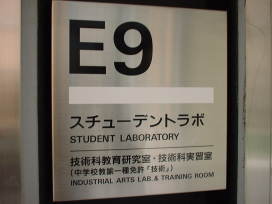 E9
スチューデントラボ
STUDENT LABORATORY
技術科教育研究室・技術科実習室
(中学校教諭一種免許「技術」)
INDUSTRIAL ARTS LAB. & TRAINING ROOM